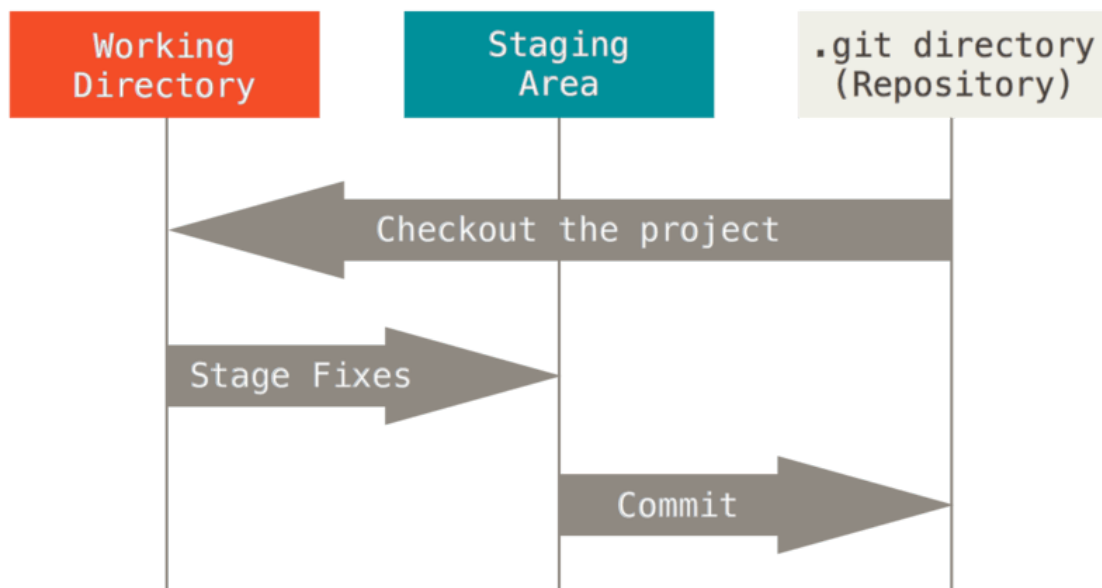 Working
Directory
Staging
Area
.git directory
(Repository)
Checkout the project
Stage Fixes
Commit